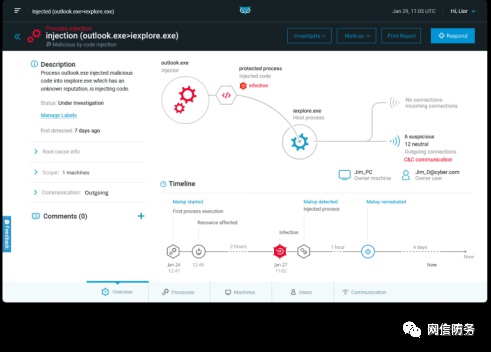 Injected (outlook.exe>iexplore.exe)
Jan 29, 11:03 UTC
Hi, Lior
Process injection
injection (outlook.exe>iexplore.exe)
Malicious by code injection
Investigate
Mark as
Print Report
Respond
Description
Process outlook.exe injected malicious
code into iexplore.exe which has an
unknown reputation, is injecting code.
Status: Under investigation
Manage Labels
first detected: 7 days ago
Root cause info
Scope: 1 machines
Communication: Outgoing
Comments (0)
Feedback
outlook.exe
Injector
protected process
Injected code
infection
iexplore.exe
Host process
No connections
Incoming connections
6 suspicious
12 neutral
Outgoing connections
C&C communication
Jim_PC
Owner machine
Jim_D@cyber.com
Owner user
Timeline
Malop started
First process execution
Resource affected
Infection
Malop detected
Injected process
Malop remediated
2 hours
1 hour
4 days
Now
Now
Jan 24
12:47
12:49
Jan 27
11:02
Overview
Processes
Machines
Users
Communication
网信防务